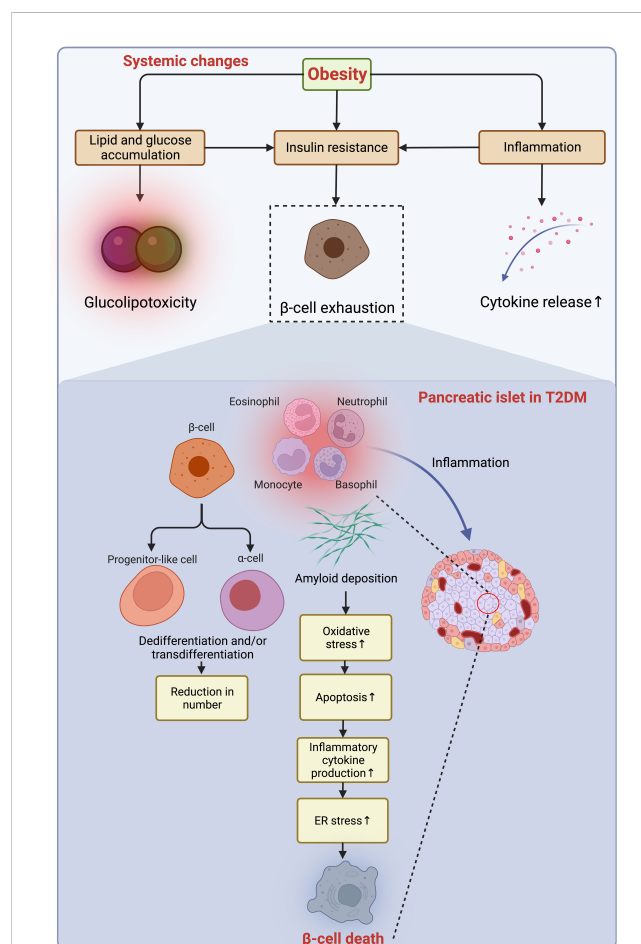 Systemic changes
Obesity
Lipid and glucose
accumulation
Insulin resistance
Inflammation
Glucolipotoxicity
β-cell exhaustion
Cytokine release↑
Pancreatic islet in T2DM
Eosinophil
Neutrophil
β-cell
Inflammation
Monocyte
Basophil
Progenitor-like cell
α-cell
Amyloid deposition
Dedifferentiation and/or
transdifferentiation
Oxidative
stress↑
Reduction in
number
Apoptosis↑
Inflammatory
cytokine
production↑
ER stress↑
β-cell death